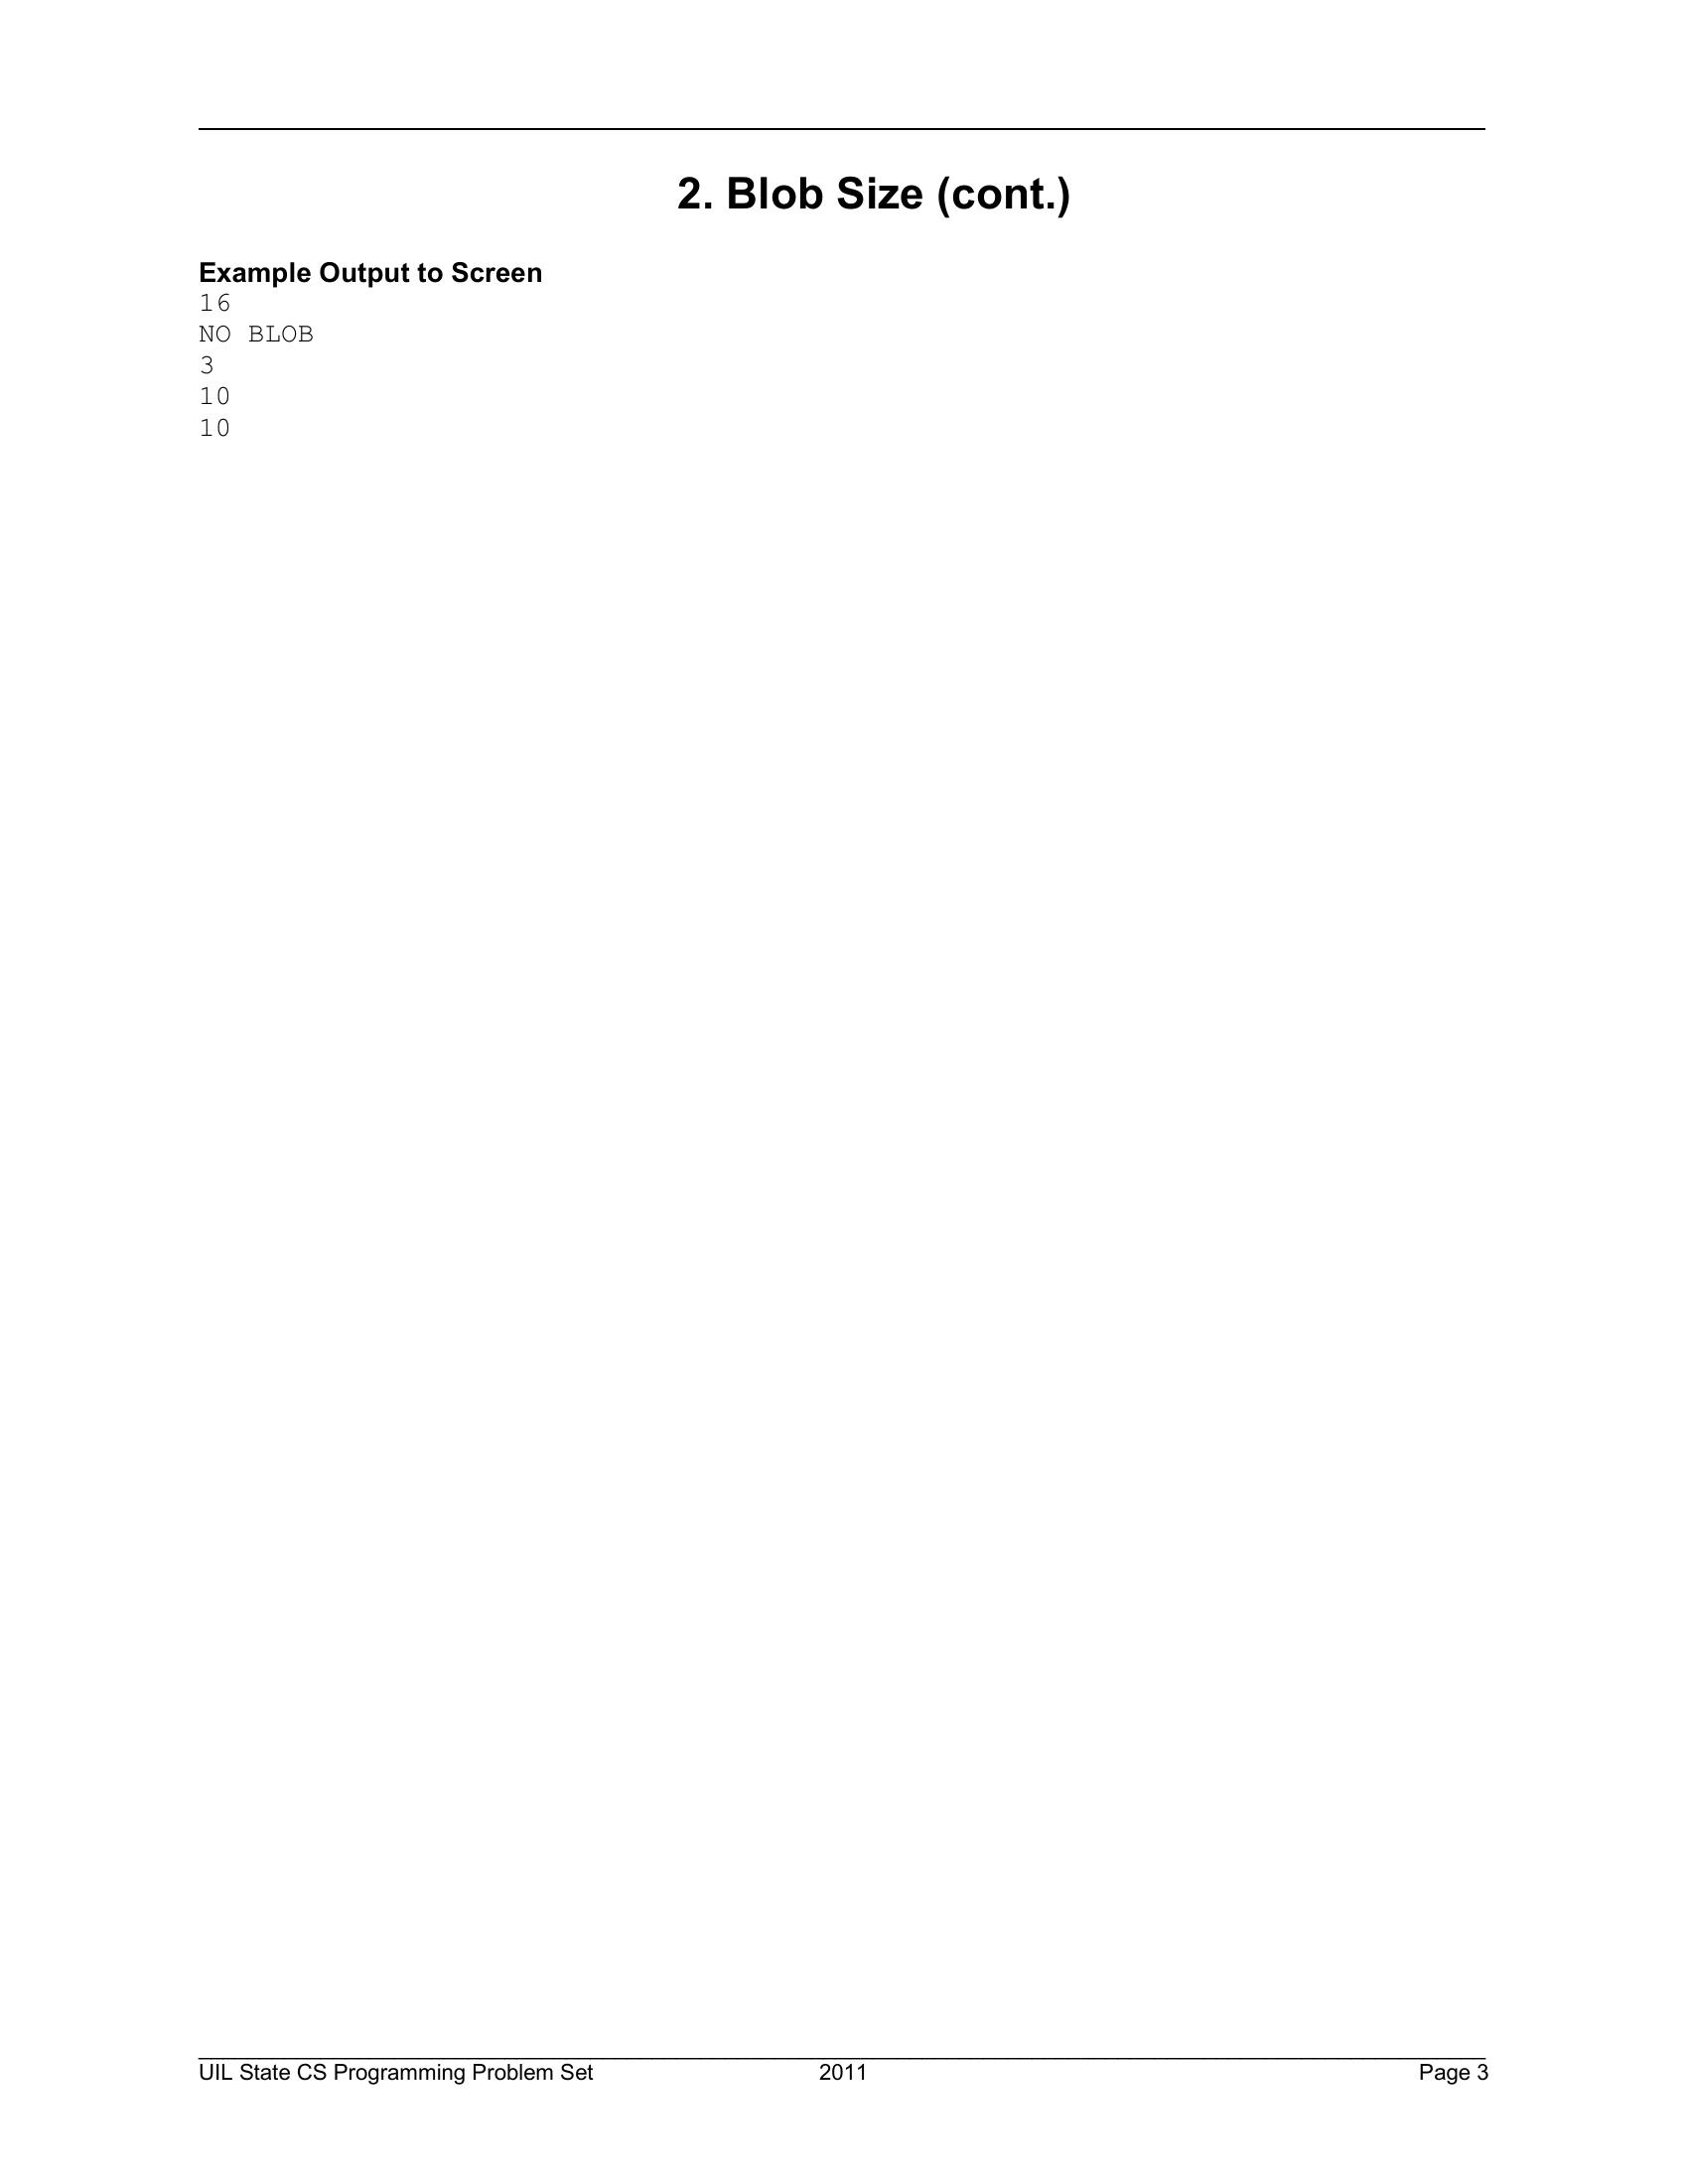 2. Blob Size (cont.)
Example Output to Screen
16
NO BLOB
3
10
10
UIL State CS Programming Problem Set 2011 Page 3